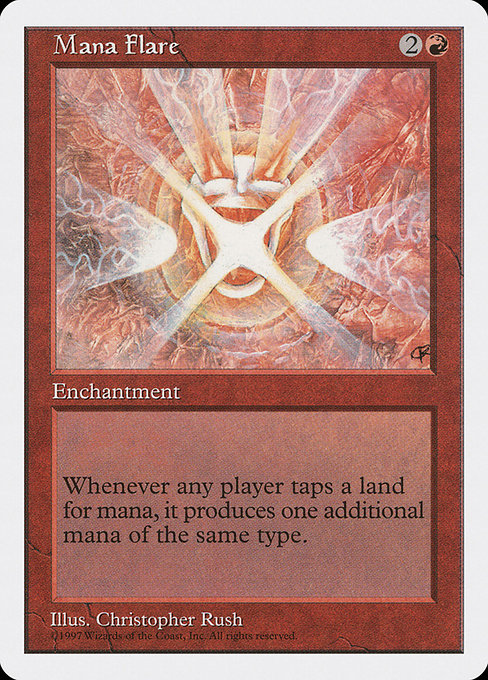 Mana Flare 2
Enchantment
Whenever any player taps a land
for mana, it produces one additional
mana of the same type.
Illus. Christopher Rush
©1997 Wizards of the Coast, Inc. All rights reserved.